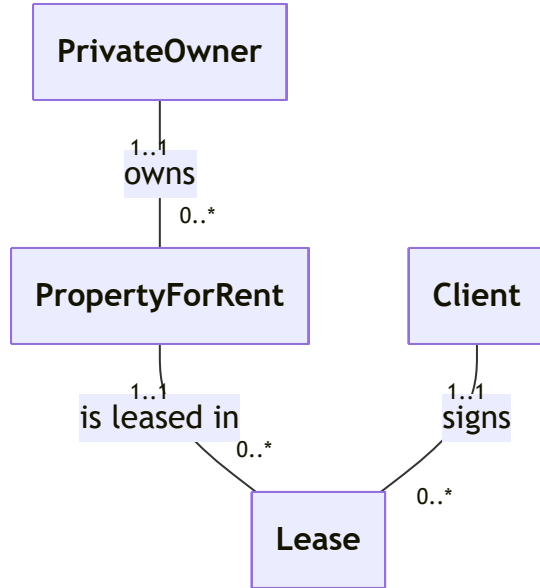 PrivateOwner
1..1
owns
0..*
PropertyForRent
Client
1..1
1..1
is leased in
signs
0..*
0..*
Lease